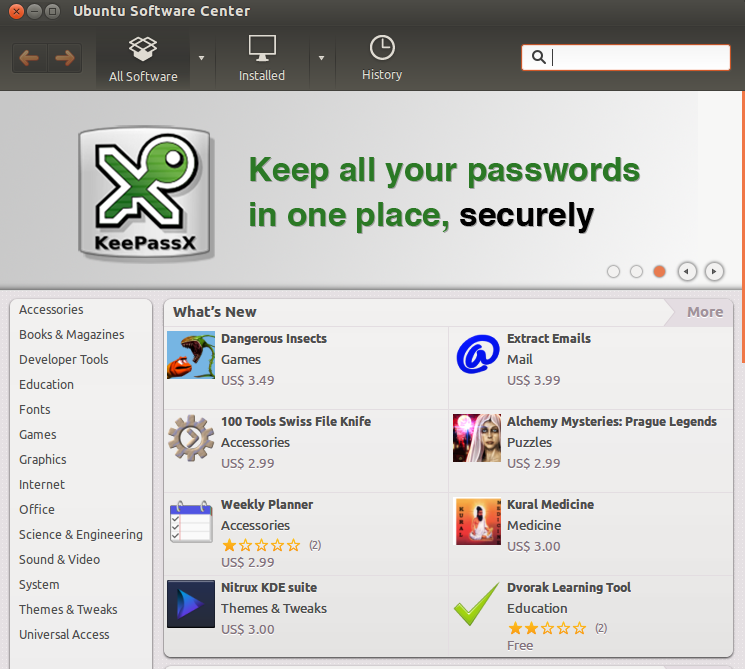 Ubuntu Software Center
All Software
Installed
History
KeePassX
Keep all your passwords
in one place, securely
Accessories
Books & Magazines
Developer Tools
Education
Fonts
Games
Graphics
Internet
Office
Science & Engineering
Sound & Video
System
Themes & Tweaks
Universal Access
What's New
More
Dangerous Insects
Games
US$ 3.49
Extract Emails
Mail
US$ 3.99
100 Tools Swiss File Knife
Accessories
US$ 2.99
Alchemy Mysteries: Prague Legends
Puzzles
US$ 2.99
Weekly Planner
Accessories
(2)
US$ 2.99
KURAL
MEDICINE
Kural Medicine
Medicine
US$ 3.00
Nitrux KDE suite
Themes & Tweaks
US$ 3.00
Dvorak Learning Tool
Education
(2)
Free